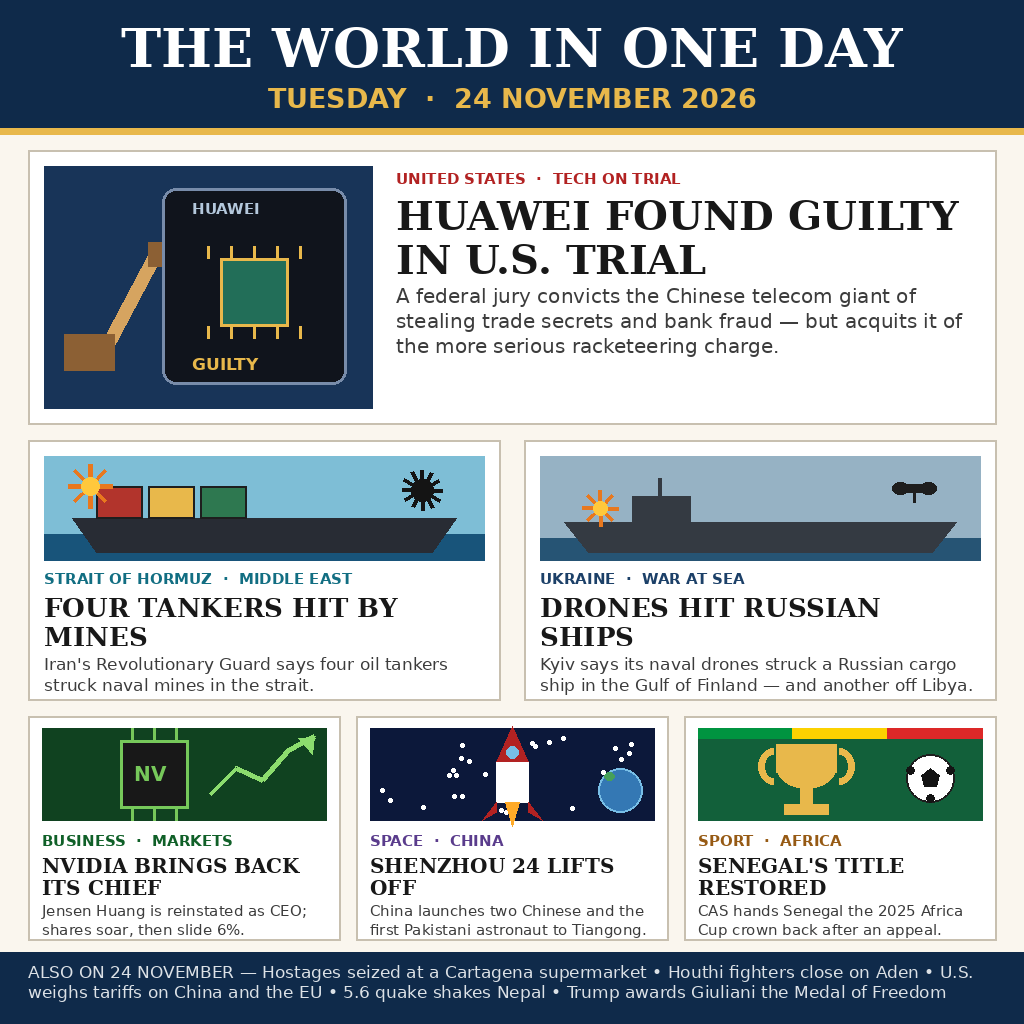 THE WORLD IN ONE DAY
TUESDAY · 24 NOVEMBER 2026
HUAWEI
GUILTY
UNITED STATES · TECH ON TRIAL
HUAWEI FOUND GUILTY
IN U.S. TRIAL
A federal jury convicts the Chinese telecom giant of
stealing trade secrets and bank fraud — but acquits it of
the more serious racketeering charge.
STRAIT OF HORMUZ · MIDDLE EAST
FOUR TANKERS HIT BY
MINES
Iran's Revolutionary Guard says four oil tankers
struck naval mines in the strait.
UKRAINE · WAR AT SEA
DRONES HIT RUSSIAN
SHIPS
Kyiv says its naval drones struck a Russian cargo
ship in the Gulf of Finland — and another off Libya.
NV
BUSINESS · MARKETS
NVIDIA BRINGS BACK
ITS CHIEF
Jensen Huang is reinstated as CEO;
shares soar, then slide 6%.
SPACE · CHINA
SHENZHOU 24 LIFTS
OFF
China launches two Chinese and the
first Pakistani astronaut to Tiangong.
SPORT · AFRICA
SENEGAL'S TITLE
RESTORED
CAS hands Senegal the 2025 Africa
Cup crown back after an appeal.
ALSO ON 24 NOVEMBER — Hostages seized at a Cartagena supermarket • Houthi fighters close on Aden • U.S.
weighs tariffs on China and the EU • 5.6 quake shakes Nepal • Trump awards Giuliani the Medal of Freedom